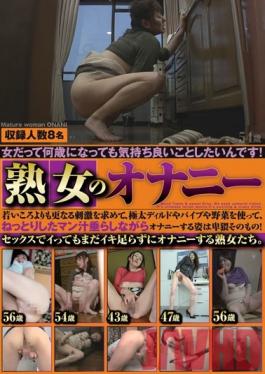 Mature woman ONANI
収録人数8名
女だって何歳になっても気持ち良いことしたいんです!
熟女のオナニー
若いころよりも更なる刺激を求めて、極太ディルドやバイブや野菜を使って、
ねっとりしたマン汁垂らしながらオナニーする姿は卑猥そのもの!
セックスでイってもまだイキ足らずにオナニーする熟女たち。
56歳
54歳
43歳
47歳
56歳